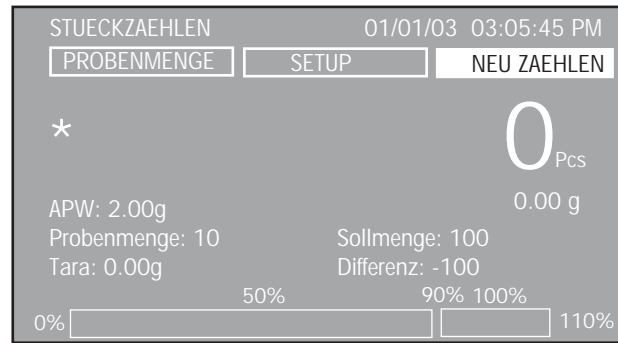 STUECKZAEHLEN 01/01/03 03:05:45 PM
PROBENMENGE SETUP NEU ZAEHLEN
* 0 Pcs
0.00 g
APW: 2.00g
Probenmenge: 10 Sollmenge: 100
Tara: 0.00g Differenz: -100
50% 90% 100%
0% 110%